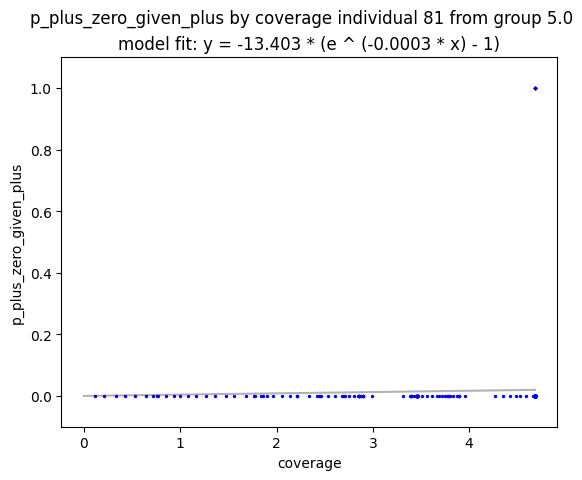 p_plus_zero_given_plus by coverage individual 81 from group 5.0
model fit: y = -13.403 * (e ^ (-0.0003 * x) - 1)
1.0
0.8
0.6
0.4
0.2
0.0
p_plus_zero_given_plus
0 1 2 3 4
coverage